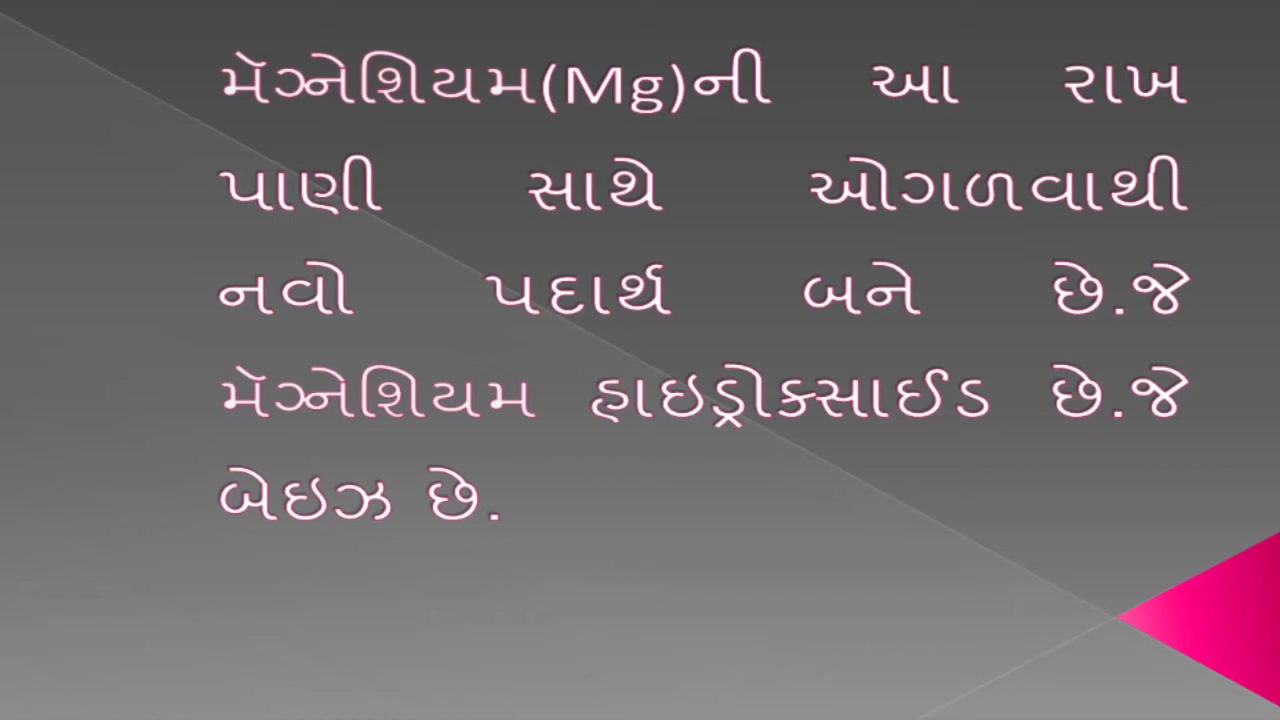 મૅગ્નેશિયમ(Mg)ની આ રાખ
પાણી સાથે ઓગળવાથી
નવો પદાર્થ બને છે.જે
મૅગ્નેશિયમ હાઇડ્રોક્સાઈડ છે.જે
બેઇઝ છે.